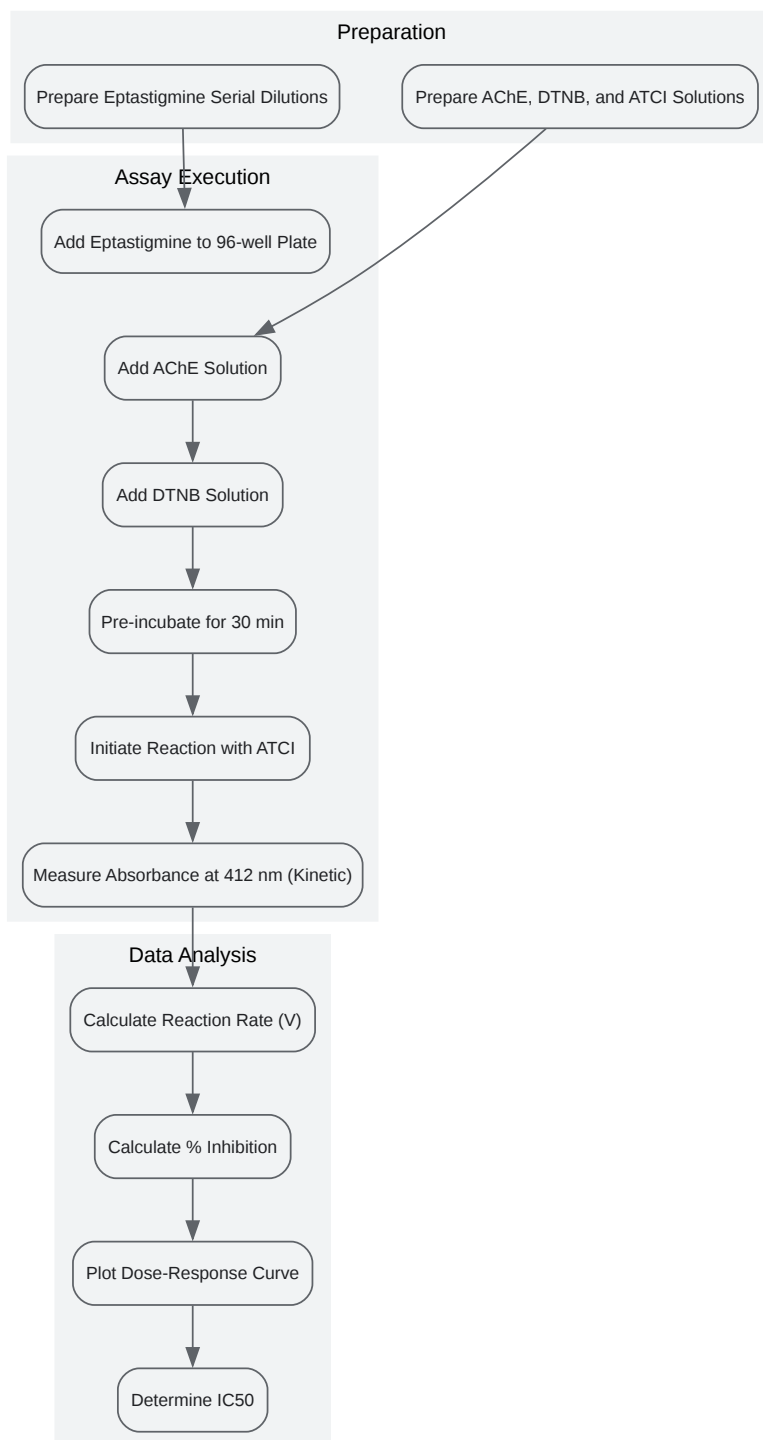 Preparation
Prepare Eptastigmine Serial Dilutions
Prepare AChE, DTNB, and ATCI Solutions
Assay Execution
Add Eptastigmine to 96-well Plate
Add AChE Solution
Add DTNB Solution
Pre-incubate for 30 min
Initiate Reaction with ATCI
Measure Absorbance at 412 nm (Kinetic)
Data Analysis
Calculate Reaction Rate (V)
Calculate % Inhibition
Plot Dose-Response Curve
Determine IC50